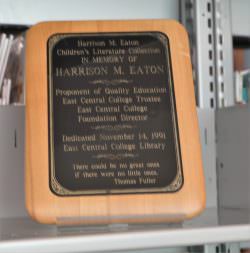 Harrison M. Eaton
Children's Literature Collection
IN MEMORY OF
HARRISON M. EATON
Proponent of Quality Education
East Central College Trustee
East Central College
Foundation Director
Dedicated November 14, 1991
East Central College Library
There could be no great ones
if there were no little ones.
Thomas Fuller